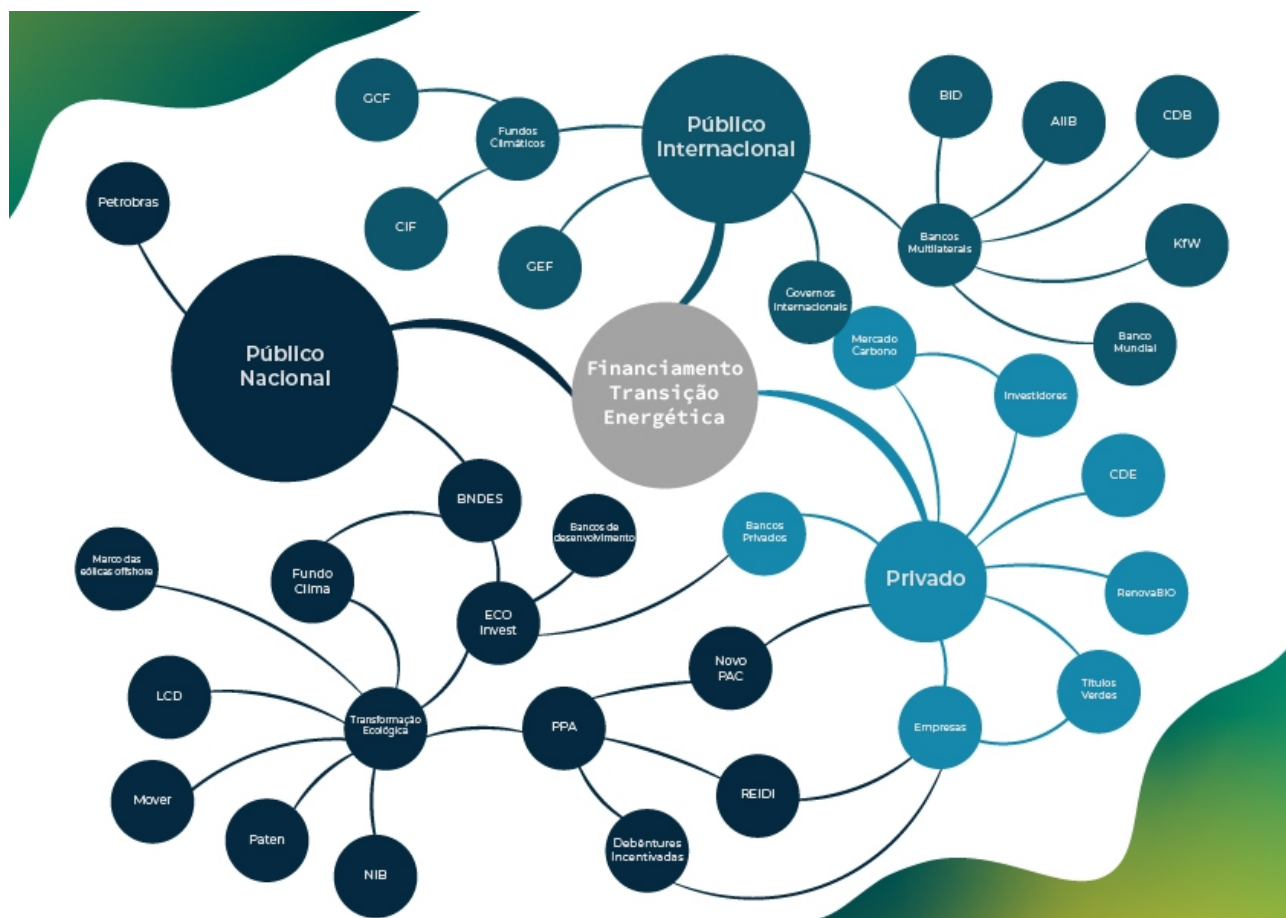 BID
GCF
AIIB
CDB
Público
Internacional
Fundos
Climáticos
Petrobras
CIF
Bancos
Multilaterais
KfW
GEF
Governos
Internacionais
Mercado
Carbono
Banco
Mundial
Público
Nacional
Financiamento
Transição
Energética
Investidores
CDE
BNDES
Bancos de
desenvolvimento
Bancos
Privados
Marco das
eólicas offshore
Fundo
Clima
Privado
RenovaBIO
ECO
Invest
Novo
PAC
Títulos
Verdes
LCD
Transformação
Ecológica
PPA
Empresas
Mover
REIDI
Paten
Debêntures
Incentivadas
NIB